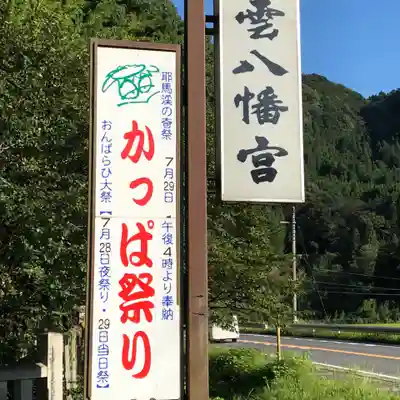 雲八幡宮
耶馬溪の奇祭　7月29日　午後4時より奉納
かっぱ祭り
おんばらひ大祭【7月28日夜祭り・29日当日祭】